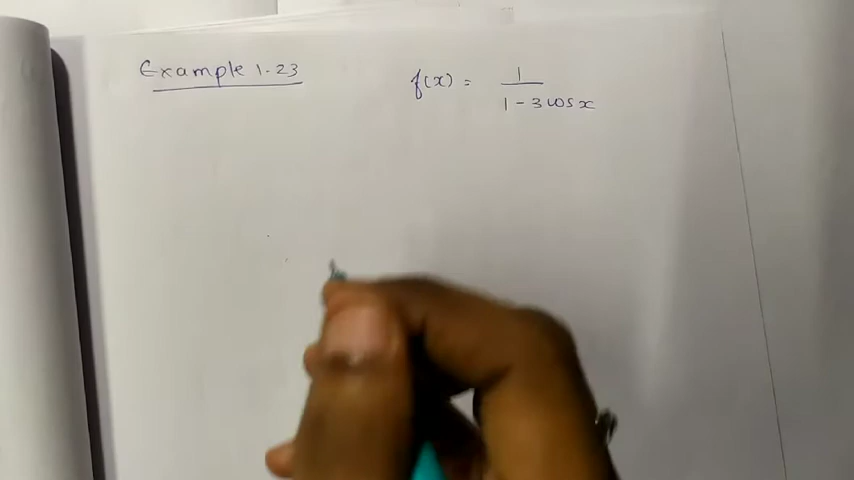 Example 1.23
f(x) = 1 / 1 - 3 cos x